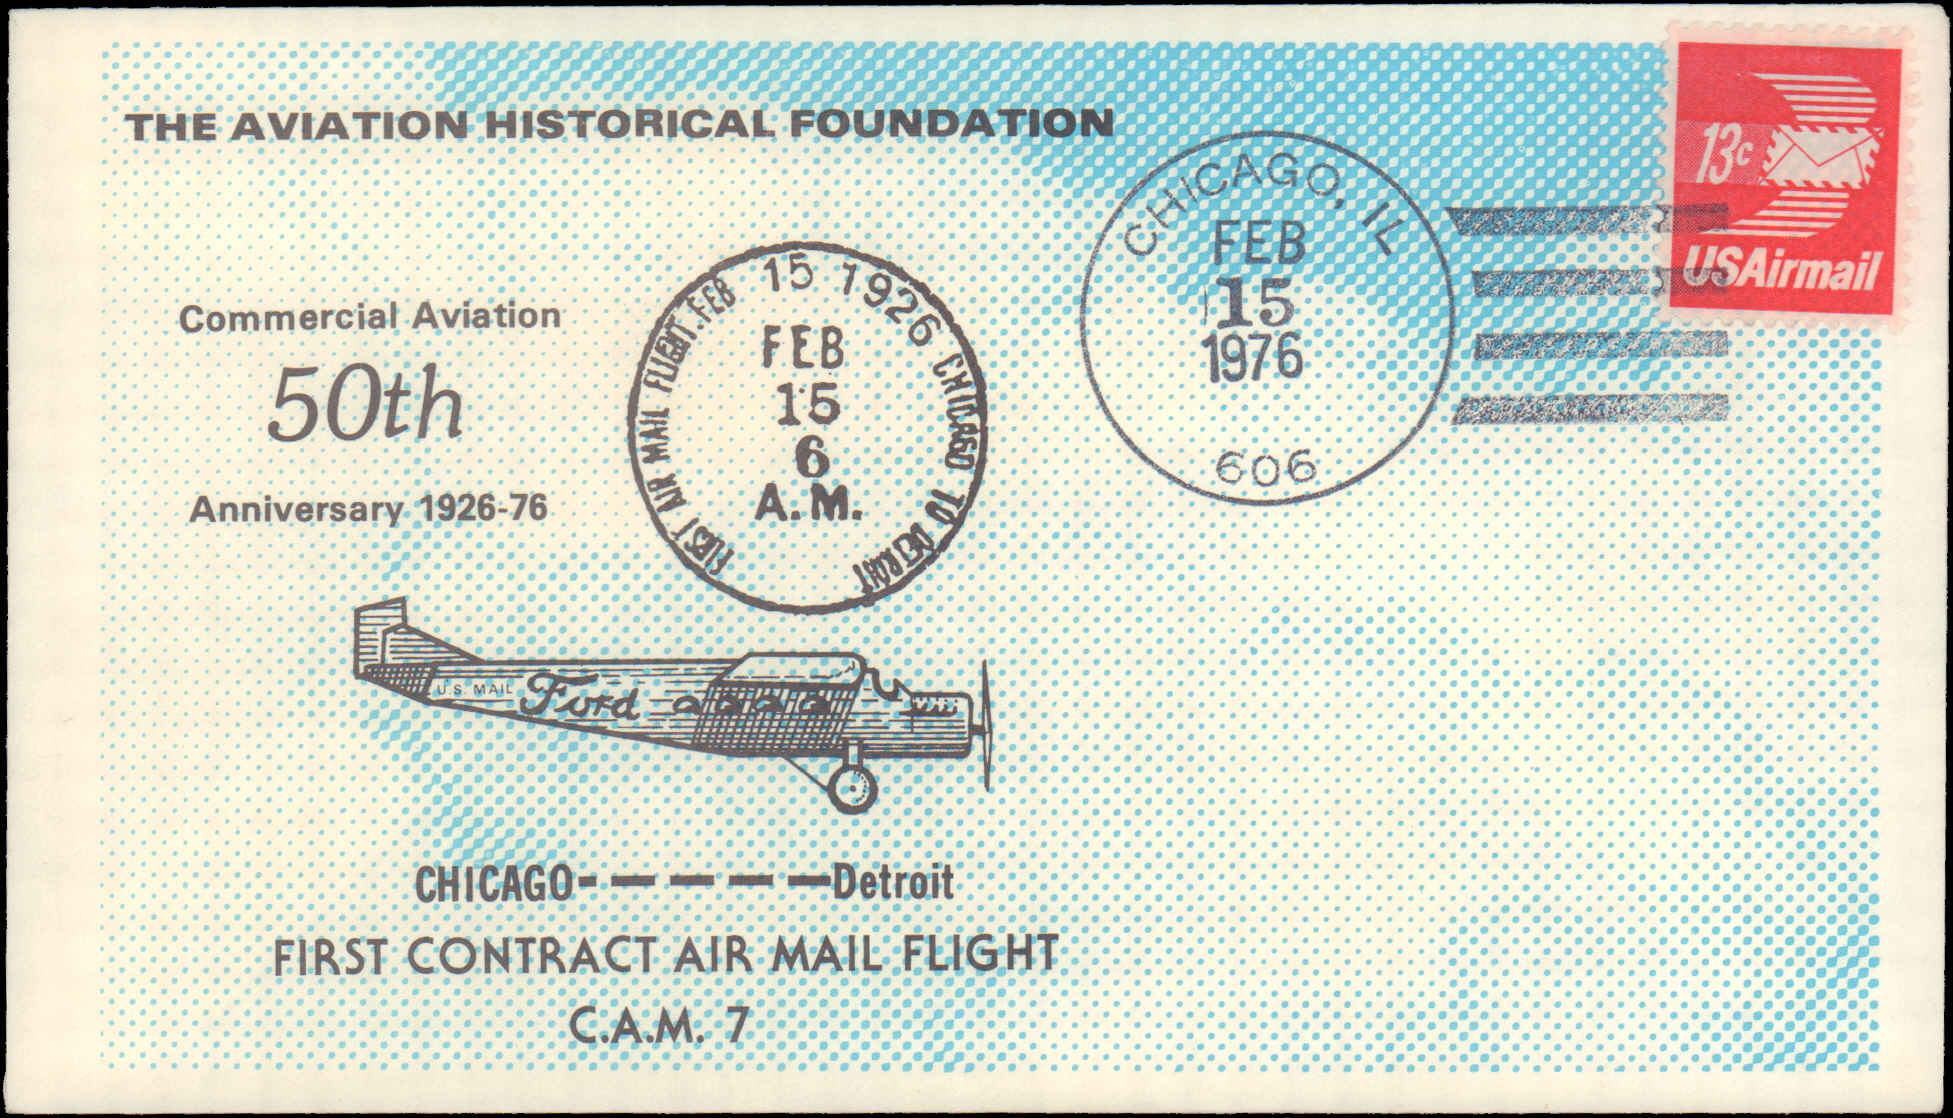 THE AVIATION HISTORICAL FOUNDATION
13c
USAirmail
CHICAGO, IL
FEB
15
1976
606
FIRST AIR MAIL FLIGHT. FEB 15 1926 CHICAGO TO DETROIT
FEB
15
6
A.M.
Commercial Aviation
50th
Anniversary 1926-76
U.S. MAIL
Ford
CHICAGO- — — — —Detroit
FIRST CONTRACT AIR MAIL FLIGHT
C.A.M. 7